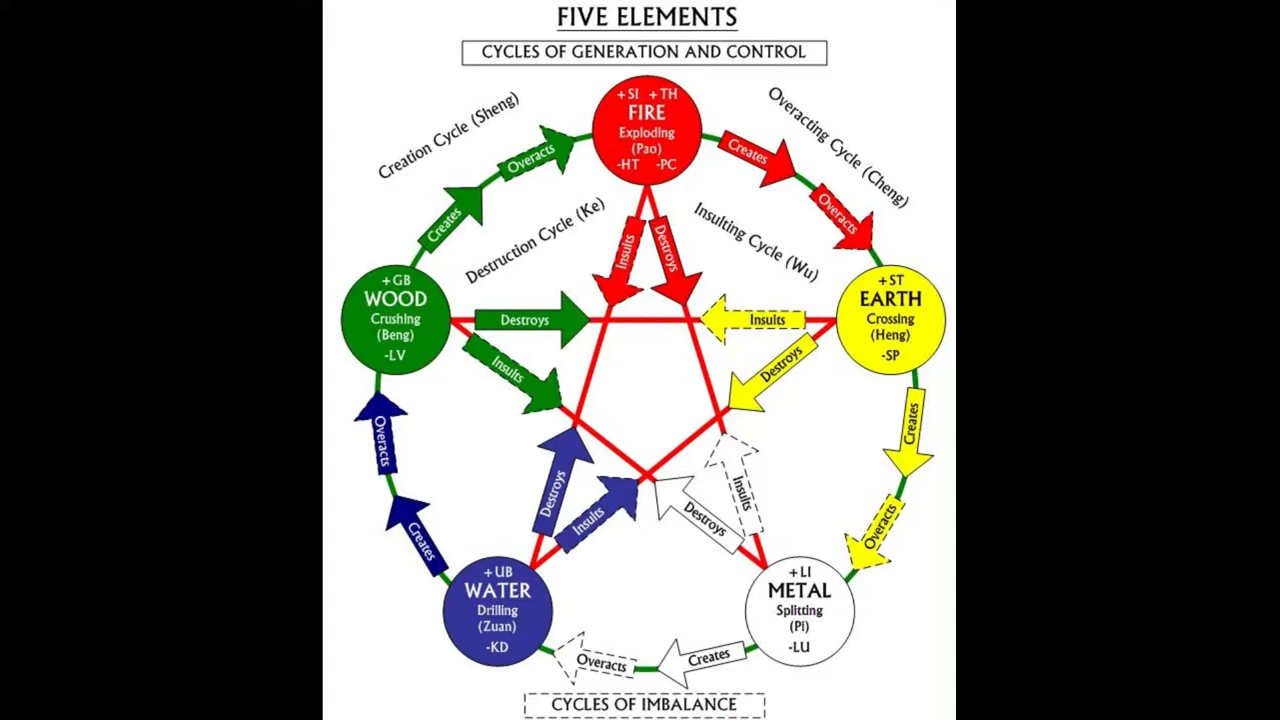 FIVE ELEMENTS
CYCLES OF GENERATION AND CONTROL
Creation Cycle (Sheng)
Overacting Cycle (Cheng)
Destruction Cycle (Ke)
Insulting Cycle (Wu)
+SI +TH
FIRE
Exploding
(Pao)
-HT -PC
Creates
Overacts
Insults
Destroys
+ST
EARTH
Crossing
(Heng)
-SP
Creates
Overacts
Insults
Destroys
+LI
METAL
Splitting
(Pi)
-LU
Creates
Overacts
Insults
Destroys
+UB
WATER
Drilling
(Zuan)
-KD
Creates
Overacts
Destroys
Insults
+GB
WOOD
Crushing
(Beng)
-LV
Creates
Overacts
Destroys
Insults
CYCLES OF IMBALANCE